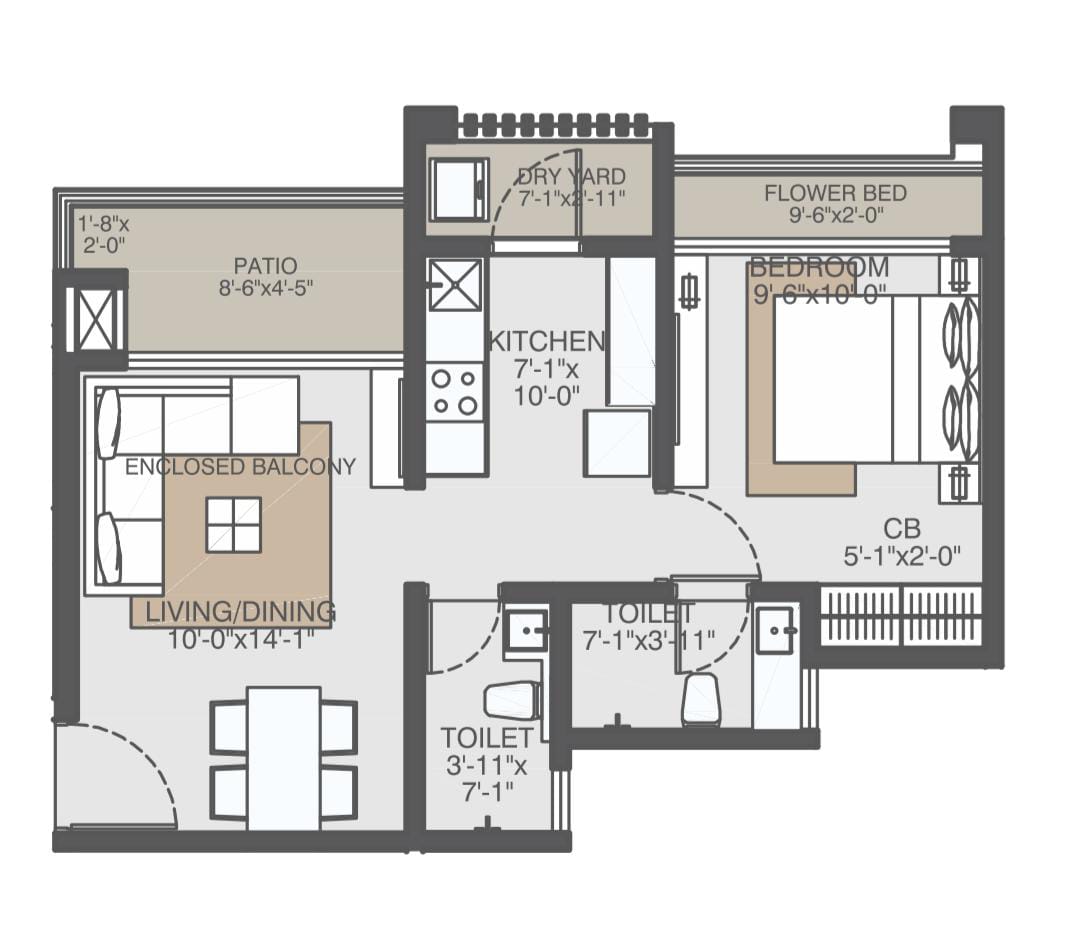 DRY YARD
7'-1"x2'-11"
FLOWER BED
9'-6"x2'-0"
1'-8"x
2'-0"
PATIO
8'-6"x4'-5"
BEDROOM
9'-6"x10'-0"
KITCHEN
7'-1"x
10'-0"
ENCLOSED BALCONY
CB
5'-1"x2'-0"
LIVING/DINING
10'-0"x14'-1"
TOILET
7'-1"x3'-11"
TOILET
3'-11"x
7'-1"